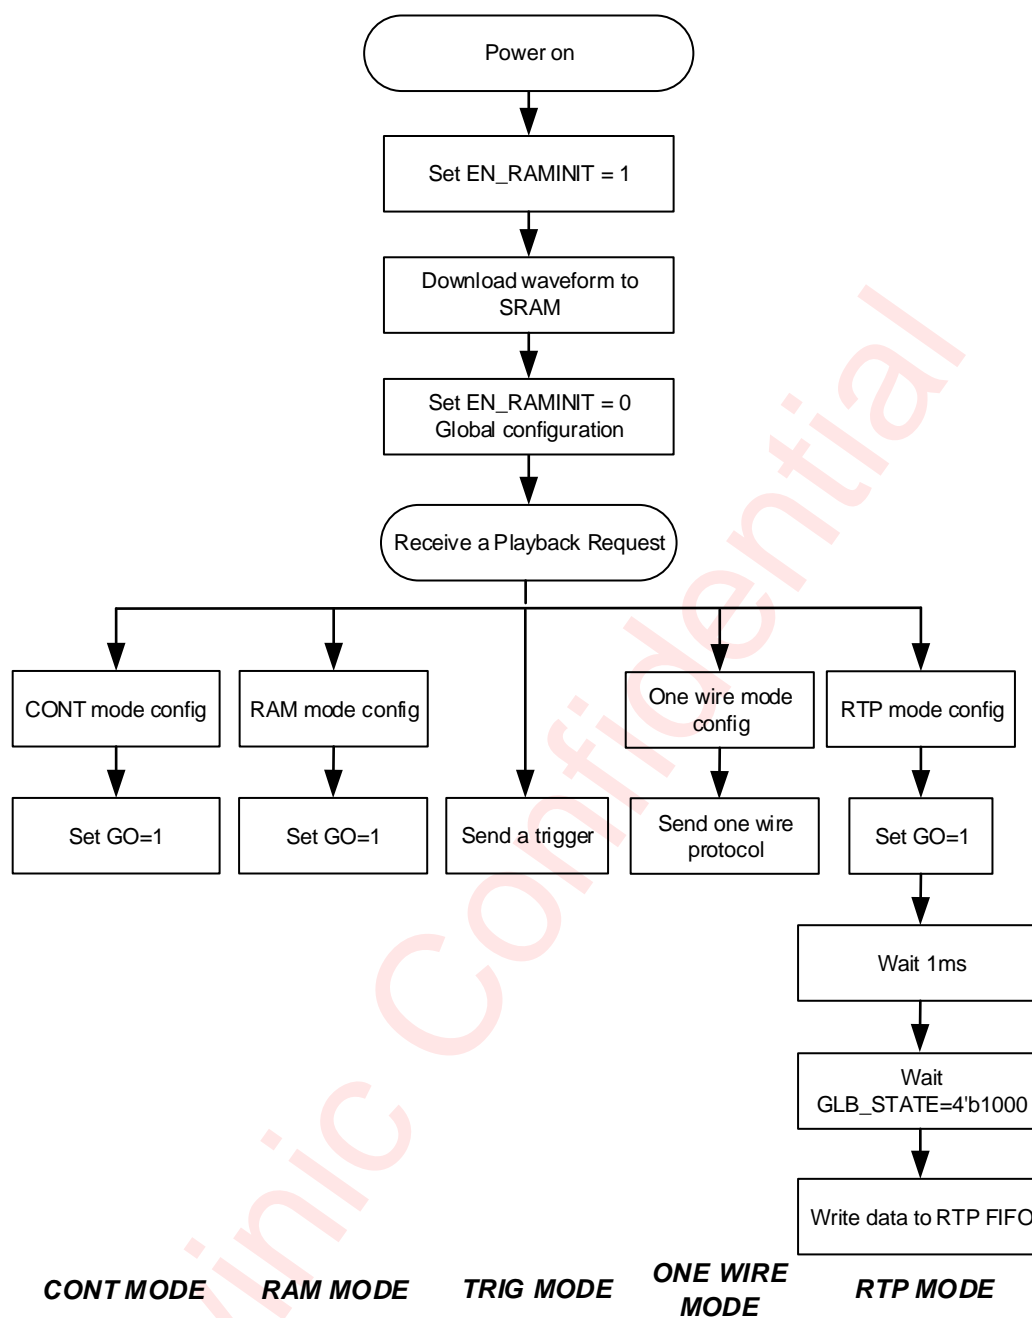 Power on
Set EN_RAMINIT = 1
Download waveform to
SRAM
Set EN_RAMINIT = 0
Global configuration
Receive a Playback Request
CONT mode config
RAM mode config
One wire mode
config
RTP mode config
Set GO=1
Set GO=1
Send a trigger
Send one wire
protocol
Set GO=1
Wait 1ms
Wait
GLB_STATE=4'b1000
Write data to RTP FIFO
CONT MODE
RAM MODE
TRIG MODE
ONE WIRE
MODE
RTP MODE
Confidential